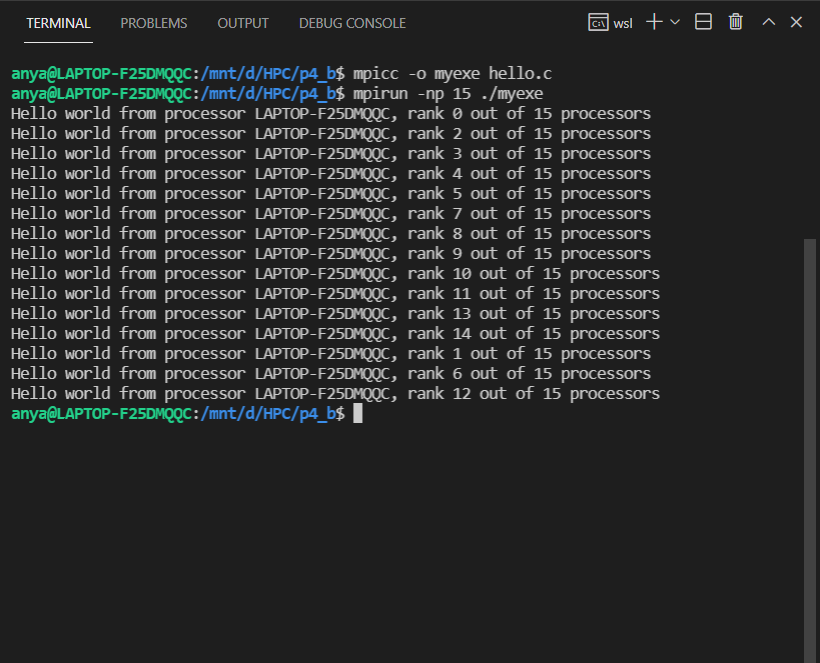 TERMINAL PROBLEMS OUTPUT DEBUG CONSOLE wsl
anya@LAPTOP-F25DMQQC:/mnt/d/HPC/p4_b$ mpicc -o myexe hello.c
anya@LAPTOP-F25DMQQC:/mnt/d/HPC/p4_b$ mpirun -np 15 ./myexe
Hello world from processor LAPTOP-F25DMQQC, rank 0 out of 15 processors
Hello world from processor LAPTOP-F25DMQQC, rank 2 out of 15 processors
Hello world from processor LAPTOP-F25DMQQC, rank 3 out of 15 processors
Hello world from processor LAPTOP-F25DMQQC, rank 4 out of 15 processors
Hello world from processor LAPTOP-F25DMQQC, rank 5 out of 15 processors
Hello world from processor LAPTOP-F25DMQQC, rank 7 out of 15 processors
Hello world from processor LAPTOP-F25DMQQC, rank 8 out of 15 processors
Hello world from processor LAPTOP-F25DMQQC, rank 9 out of 15 processors
Hello world from processor LAPTOP-F25DMQQC, rank 10 out of 15 processors
Hello world from processor LAPTOP-F25DMQQC, rank 11 out of 15 processors
Hello world from processor LAPTOP-F25DMQQC, rank 13 out of 15 processors
Hello world from processor LAPTOP-F25DMQQC, rank 14 out of 15 processors
Hello world from processor LAPTOP-F25DMQQC, rank 1 out of 15 processors
Hello world from processor LAPTOP-F25DMQQC, rank 6 out of 15 processors
Hello world from processor LAPTOP-F25DMQQC, rank 12 out of 15 processors
anya@LAPTOP-F25DMQQC:/mnt/d/HPC/p4_b$